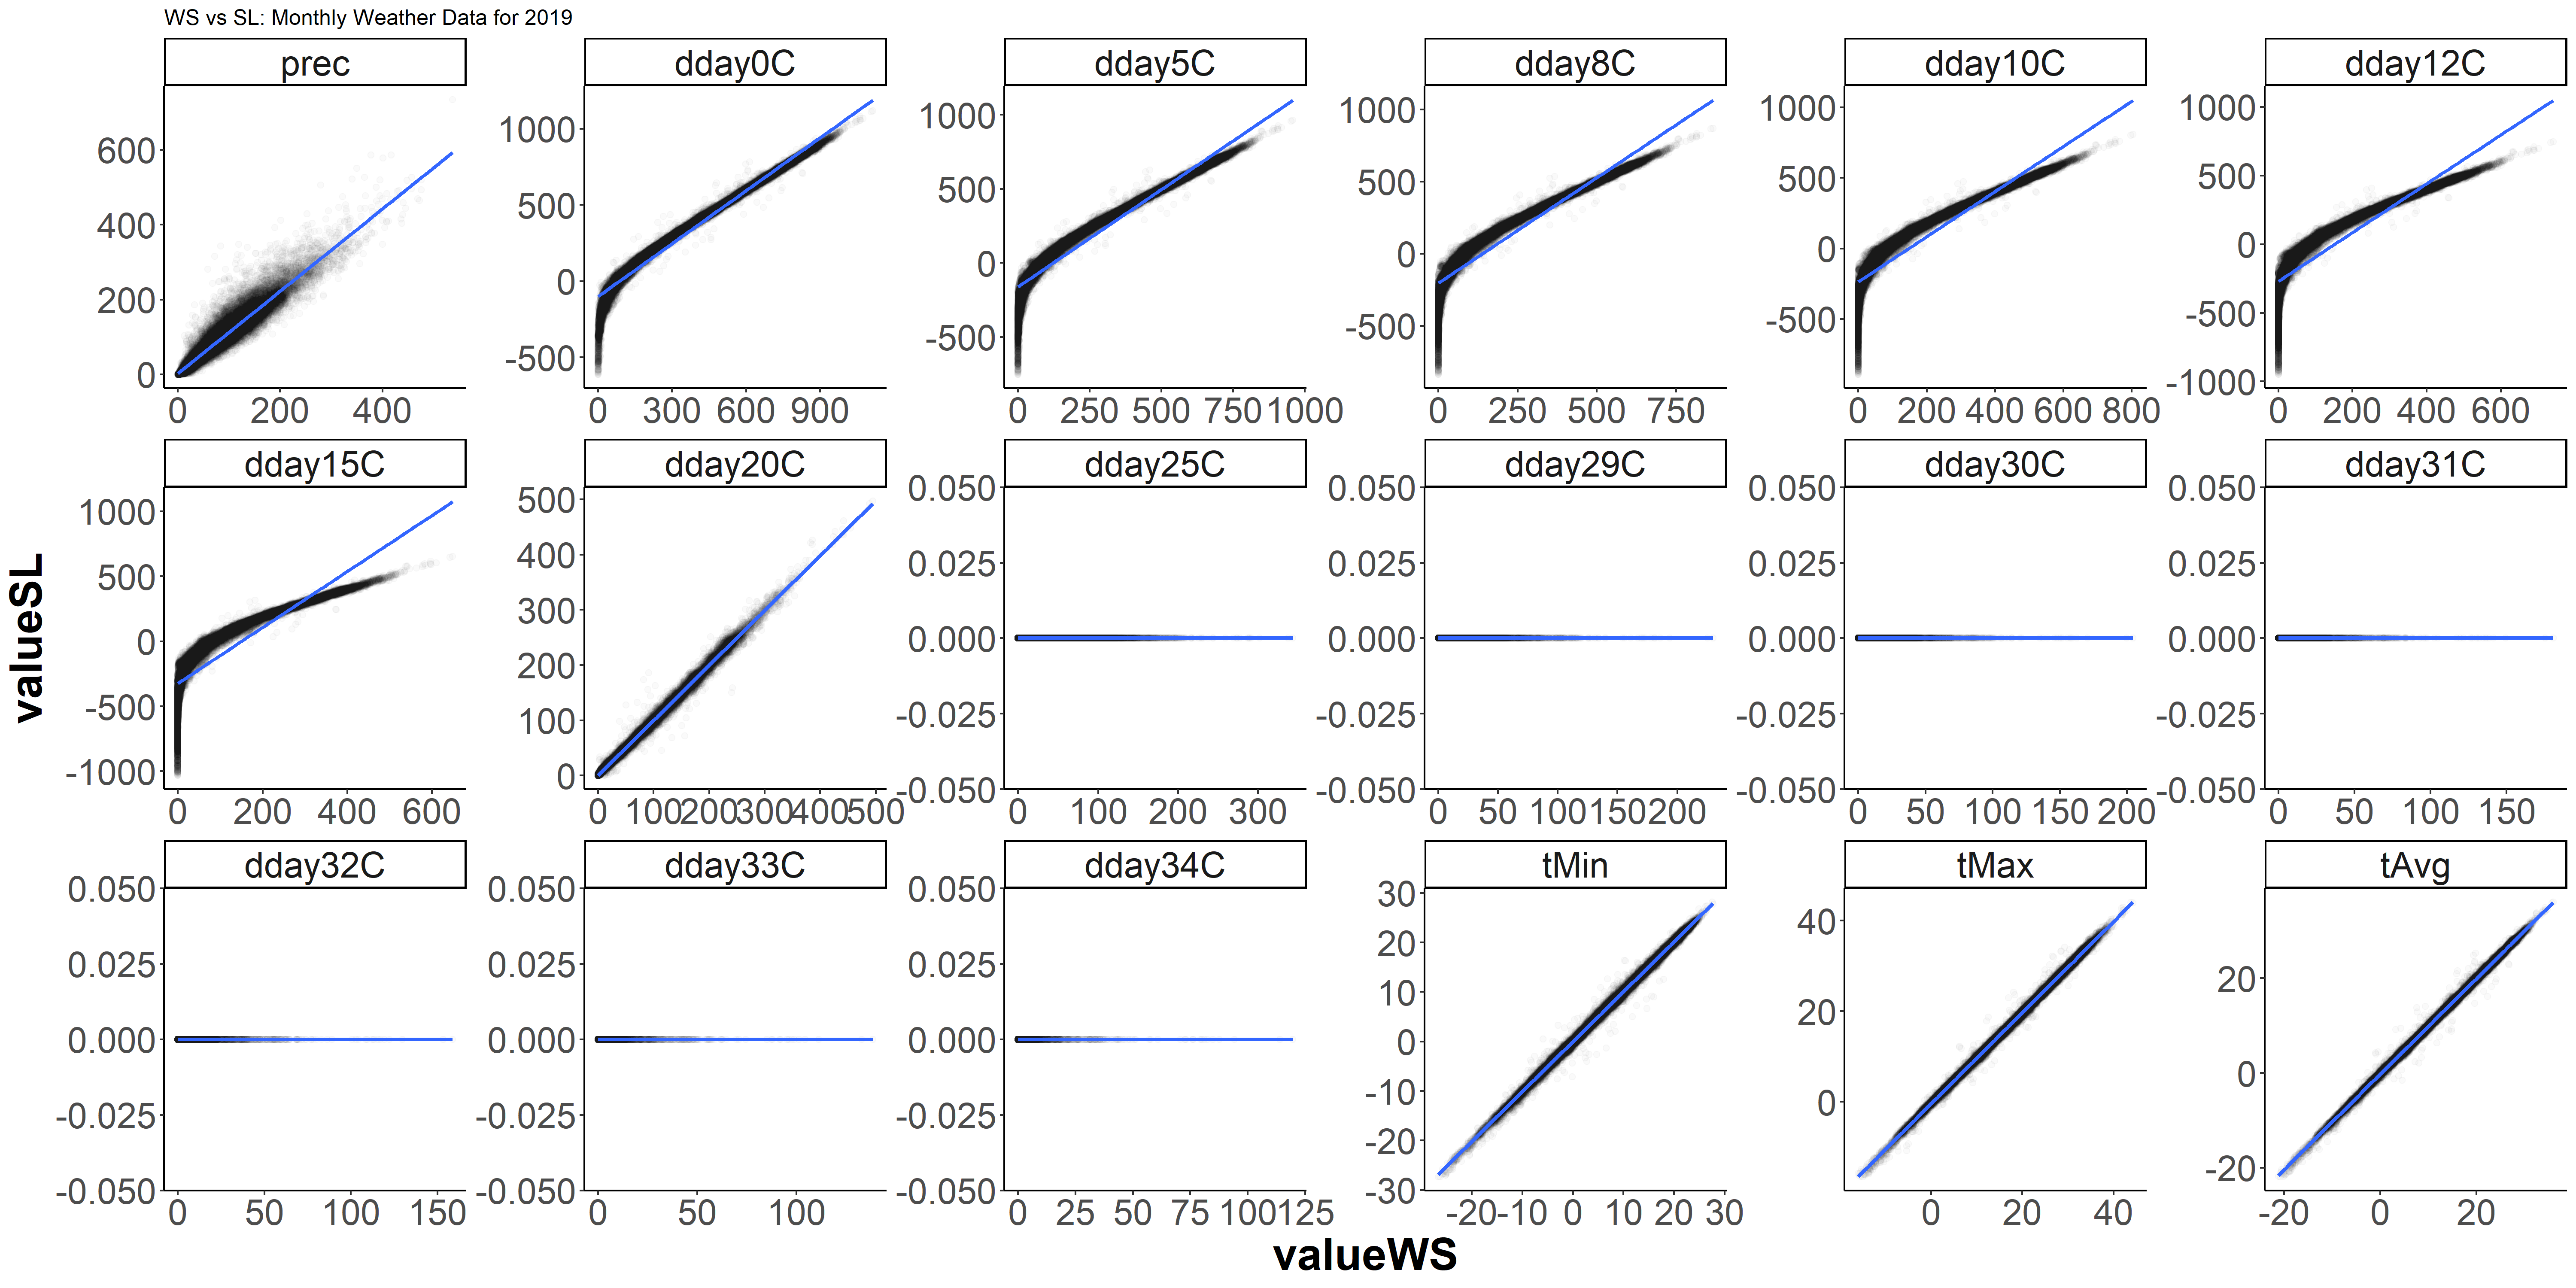 WS vs SL: Monthly Weather Data for 2019
prec dday0C dday5C dday8C dday10C dday12C
600 1000 1000 1000 1000 1000
400 500 500 500 500 500
200 0 0 0 0 0
0 -500 -500 -500 -500 -500
-1000
0 200 400 0 300 600 900 0 250 500 750 1000 0 250 500 750 0 200 400 600 800 0 200 400 600
dday15C dday20C dday25C dday29C dday30C dday31C
1000 500 0.050 0.050 0.050 0.050
500 400 0.025 0.025 0.025 0.025
0 300 0.000 0.000 0.000 0.000
-500 200 -0.025 -0.025 -0.025 -0.025
-1000 100 -0.050 -0.050 -0.050 -0.050
0
0 200 400 600 0 100 200 300 400 500 0 100 200 300 0 50 100 150 200 0 50 100 150 200 0 50 100 150
dday32C dday33C dday34C tMin tMax tAvg
0.050 0.050 0.050 30 40 40
0.025 0.025 0.025 20 20 20
0.000 0.000 0.000 10 0 0
-0.025 -0.025 -0.025 0 -20
-0.050 -0.050 -0.050 -10
-20
-30
0 50 100 150 0 50 100 0 25 50 75 100 125 -20 -10 0 10 20 30 0 20 40 -20 0 20
valueSL
valueWS